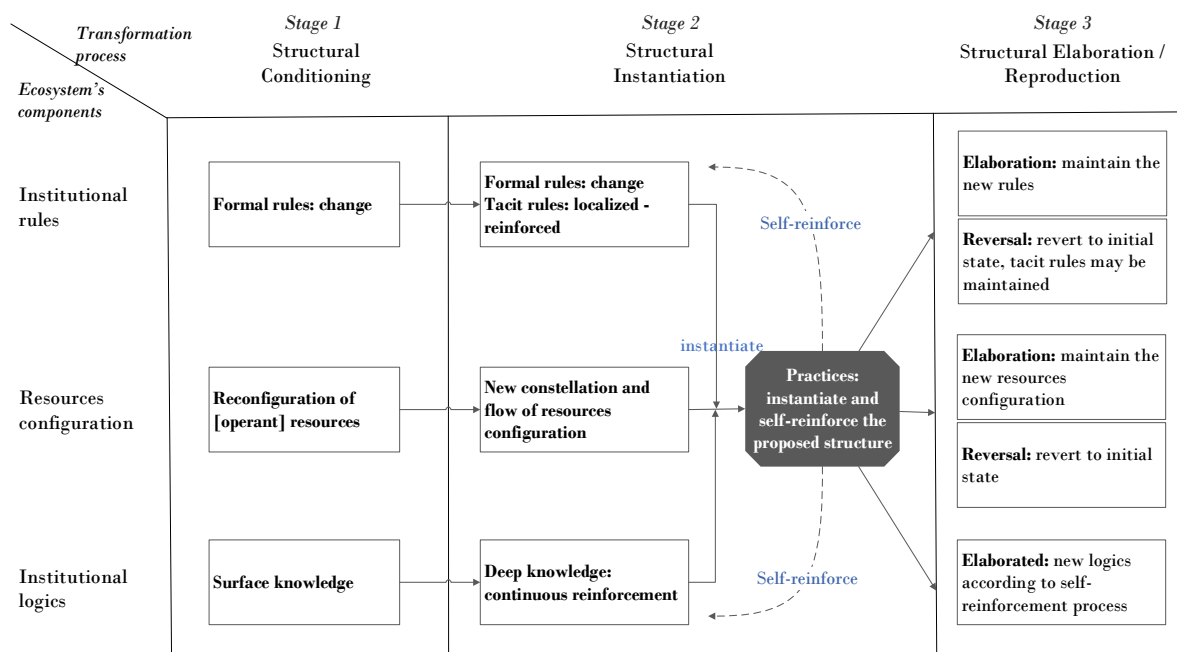 Transformation
process
Ecosystem's
components
Stage 1
Structural
Conditioning
Stage 2
Structural
Instantiation
Stage 3
Structural Elaboration /
Reproduction
Institutional
rules
Formal rules: change
Formal rules: change
Tacit rules: localized -
reinforced
Self-reinforce
Elaboration: maintain the
new rules
Reversal: revert to initial
state, tacit rules may be
maintained
instantiate
Resources
configuration
Reconfiguration of
[operant] resources
New constellation and
flow of resources
configuration
Practices:
instantiate and
self-reinforce the
proposed structure
Elaboration: maintain the
new resources
configuration
Reversal: revert to initial
state
Institutional
logics
Surface knowledge
Deep knowledge:
continuous reinforcement
Self-reinforce
Elaborated: new logics
according to self-
reinforcement process